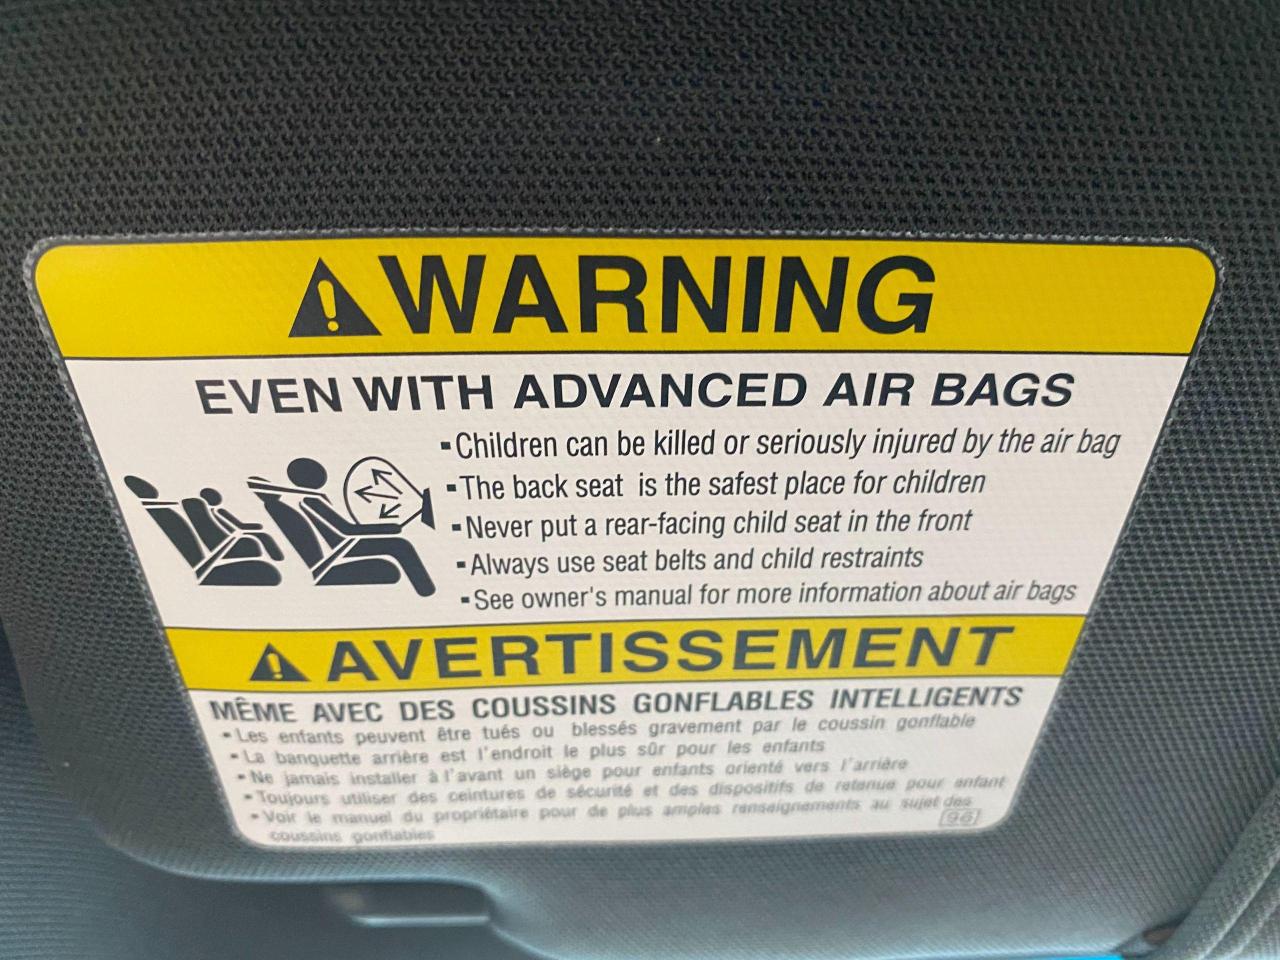 WARNING
EVEN WITH ADVANCED AIR BAGS
▪Children can be killed or seriously injured by the air bag
▪The back seat is the safest place for children
▪Never put a rear-facing child seat in the front
▪Always use seat belts and child restraints
▪See owner's manual for more information about air bags
AVERTISSEMENT
MÊME AVEC DES COUSSINS GONFLABLES INTELLIGENTS
▪Les enfants peuvent être tués ou blessés gravement par le coussin gonflable
▪La banquette arrière est l'endroit le plus sûr pour les enfants
▪Ne jamais installer à l'avant un siège pour enfants orienté vers l'arrière
▪Toujours utiliser des ceintures de sécurité et des dispositifs de retenue pour enfant
▪Voir le manuel du propriétaire pour de plus amples renseignements au sujet des
coussins gonflables
96